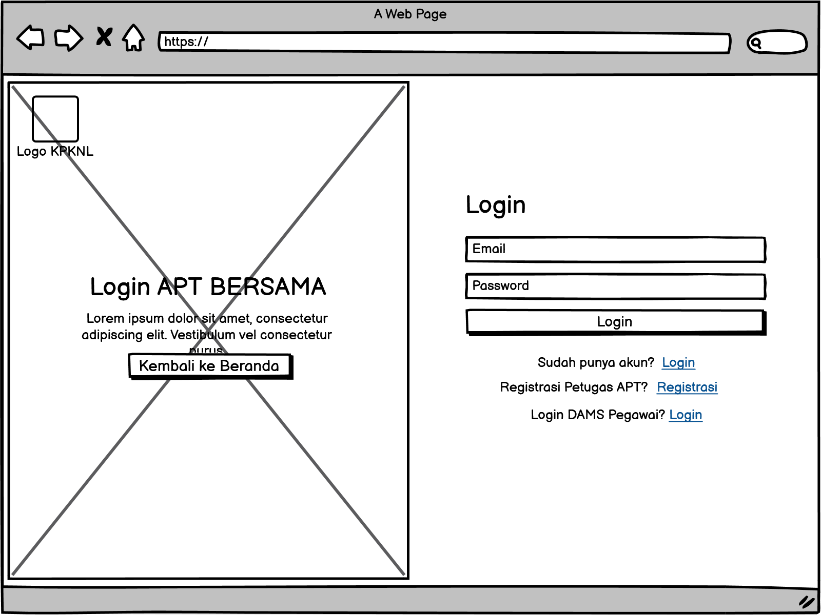 A Web Page
https://
Logo KPKNL
Login APT BERSAMA
Lorem ipsum dolor sit amet, consectetur
adipiscing elit. Vestibulum vel consectetur
purus
Kembali ke Beranda
Login
Email
Password
Login
Sudah punya akun? Login
Registrasi Petugas APT? Registrasi
Login DAMS Pegawai? Login